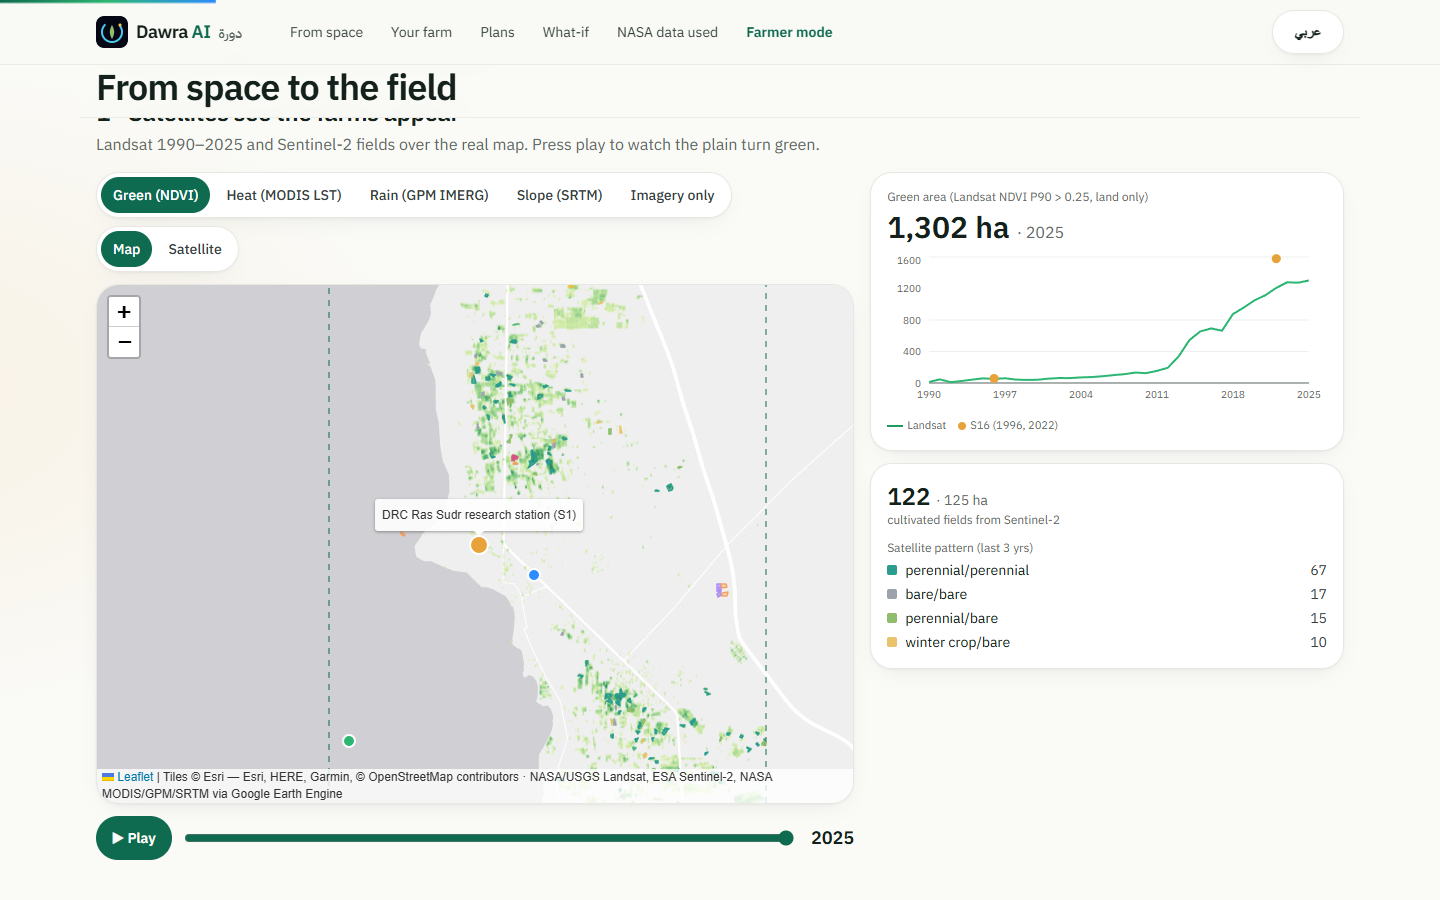 Dawra AI دورة
From space
Your farm
Plans
What-if
NASA data used
Farmer mode
عربي
From space to the field
1 · Satellites see the farms appear
Landsat 1990–2025 and Sentinel-2 fields over the real map. Press play to watch the plain turn green.
Green (NDVI)
Heat (MODIS LST)
Rain (GPM IMERG)
Slope (SRTM)
Imagery only
Map
Satellite
+
−
DRC Ras Sudr research station (S1)
Leaflet | Tiles © Esri — Esri, HERE, Garmin, © OpenStreetMap contributors · NASA/USGS Landsat, ESA Sentinel-2, NASA
MODIS/GPM/SRTM via Google Earth Engine
▶ Play
2025
Green area (Landsat NDVI P90 > 0.25, land only)
1,302 ha · 2025
1600
1200
800
400
0
1990
1997
2004
2011
2018
2025
Landsat
S16 (1996, 2022)
122 · 125 ha
cultivated fields from Sentinel-2
Satellite pattern (last 3 yrs)
perennial/perennial 67
bare/bare 17
perennial/bare 15
winter crop/bare 10